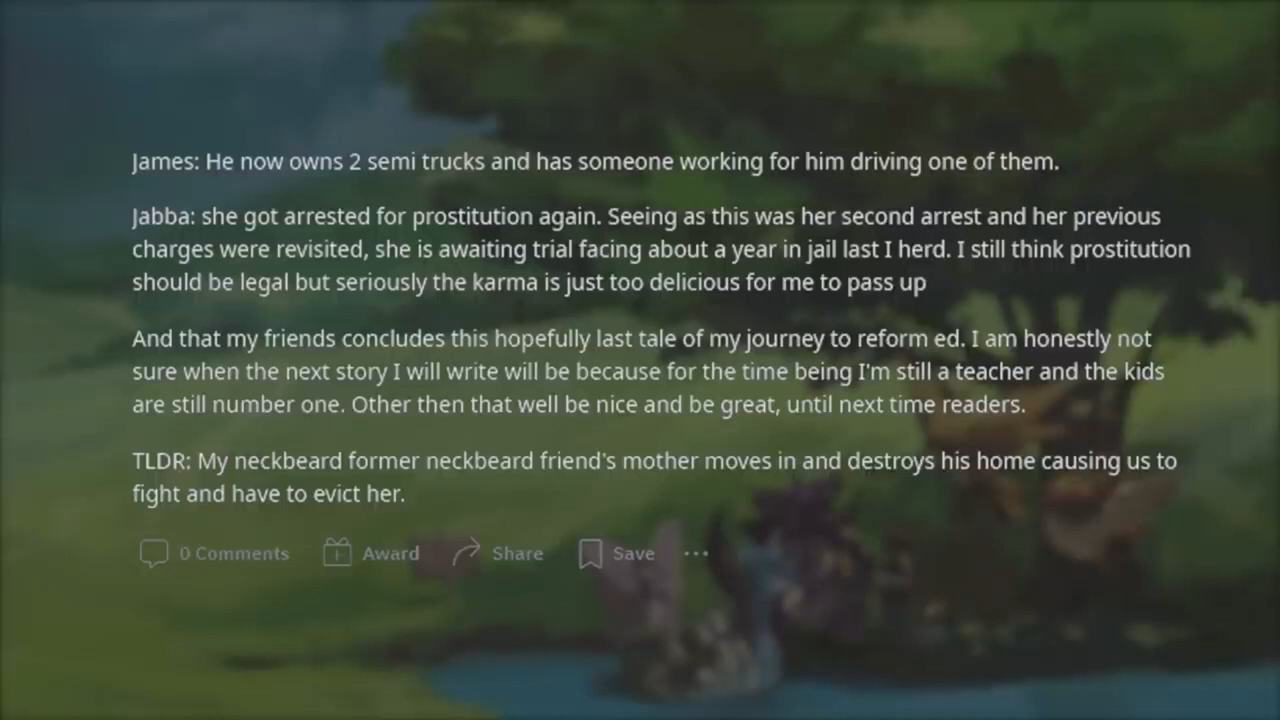 James: He now owns 2 semi trucks and has someone working for him driving one of them.
Jabba: she got arrested for prostitution again. Seeing as this was her second arrest and her previous
charges were revisited, she is awaiting trial facing about a year in jail last I herd. I still think prostitution
should be legal but seriously the karma is just too delicious for me to pass up
And that my friends concludes this hopefully last tale of my journey to reform ed. I am honestly not
sure when the next story I will write will be because for the time being I'm still a teacher and the kids
are still number one. Other then that well be nice and be great, until next time readers.
TLDR: My neckbeard former neckbeard friend's mother moves in and destroys his home causing us to
fight and have to evict her.
0 Comments Award Share Save ...